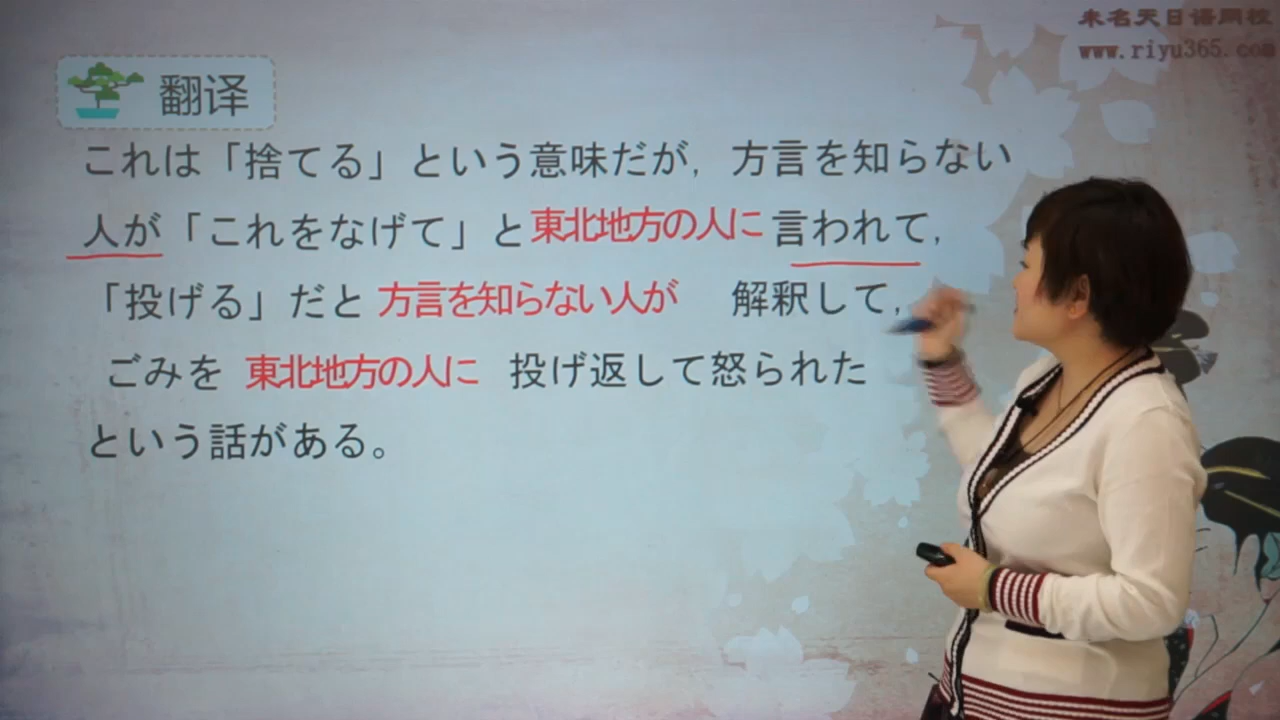 未名天日语网校
www.riyu365.com
翻译
これは「捨てる」という意味だが，方言を知らない
人が「これをなげて」と東北地方の人に言われて，
「投げる」だと方言を知らない人が 解釈して，
ごみを 東北地方の人に 投げ返して怒られた
という話がある。